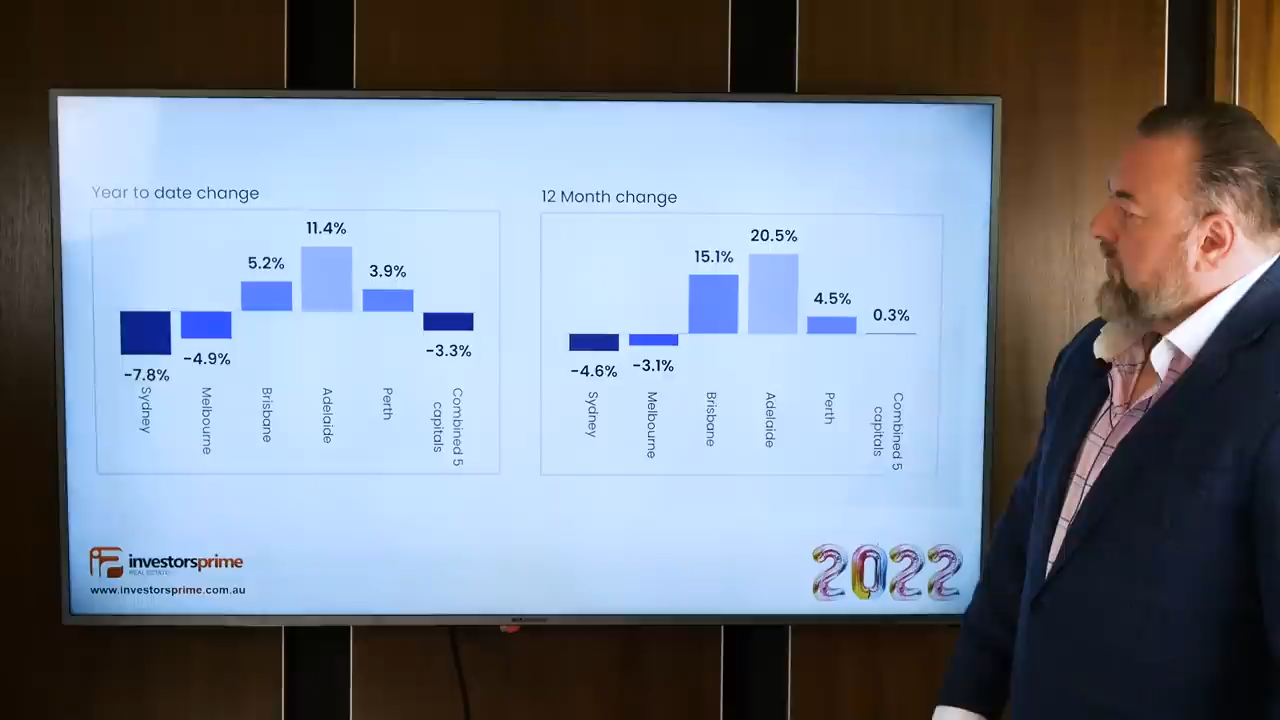 Year to date change
11.4%
5.2%
3.9%
-7.8%
-4.9%
-3.3%
Sydney
Melbourne
Brisbane
Adelaide
Perth
Combined 5
capitals
12 Month change
20.5%
15.1%
4.5%
0.3%
-4.6%
-3.1%
Sydney
Melbourne
Brisbane
Adelaide
Perth
Combined 5
capitals
investorsprime
REAL ESTATE
www.investorsprime.com.au
2022